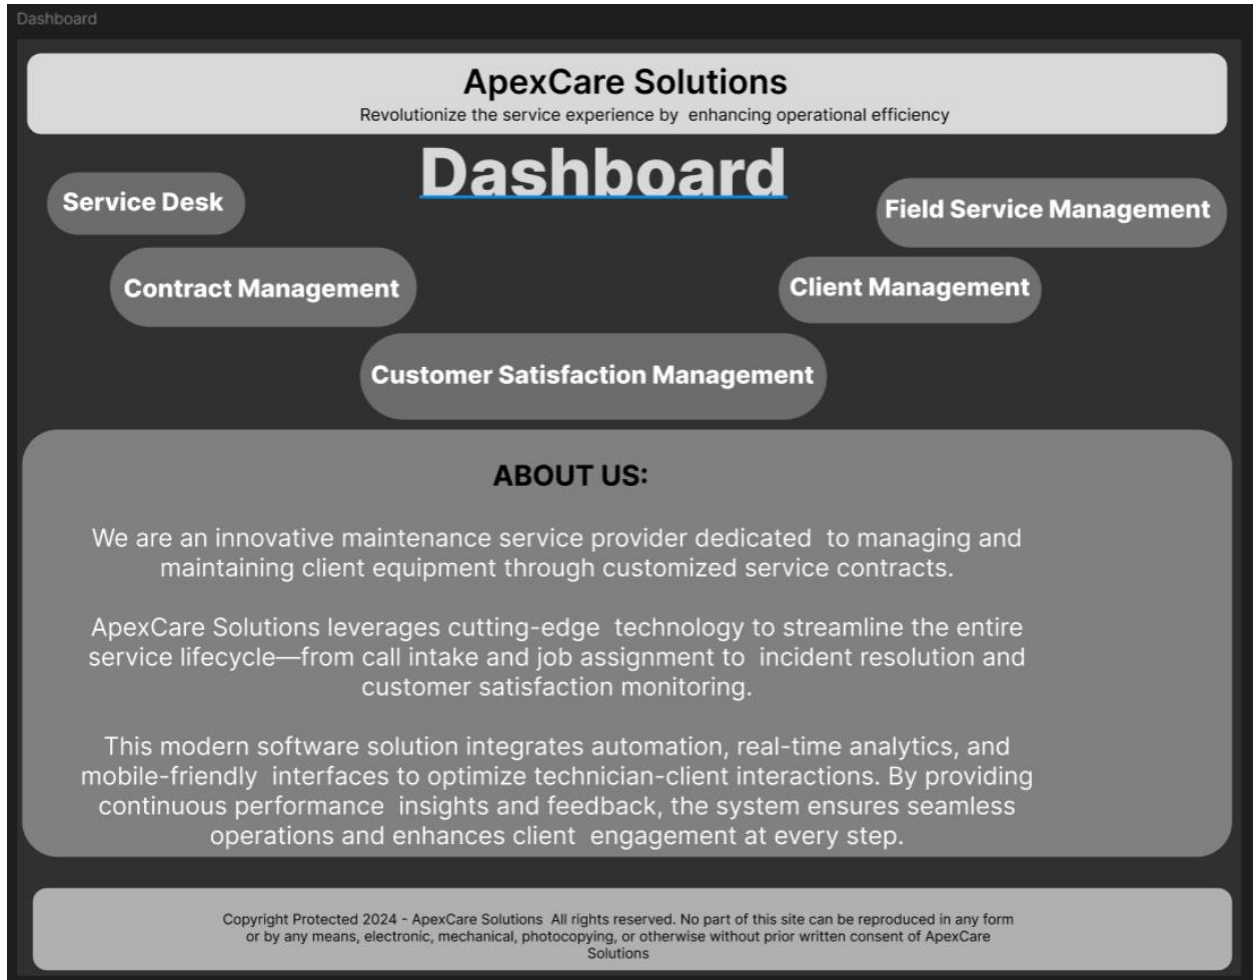 Dashboard
ApexCare Solutions
Revolutionize the service experience by  enhancing operational efficiency
Dashboard
Service Desk
Field Service Management
Contract Management
Client Management
Customer Satisfaction Management
ABOUT US:
We are an innovative maintenance service provider dedicated  to managing and
maintaining client equipment through customized service contracts.
ApexCare Solutions leverages cutting-edge  technology to streamline the entire
service lifecycle—from call intake and job assignment to  incident resolution and
customer satisfaction monitoring.
This modern software solution integrates automation, real-time analytics, and
mobile-friendly  interfaces to optimize technician-client interactions. By providing
continuous performance  insights and feedback, the system ensures seamless
operations and enhances client  engagement at every step.
Copyright Protected 2024 - ApexCare Solutions  All rights reserved. No part of this site can be reproduced in any form
or by any means, electronic, mechanical, photocopying, or otherwise without prior written consent of ApexCare
Solutions